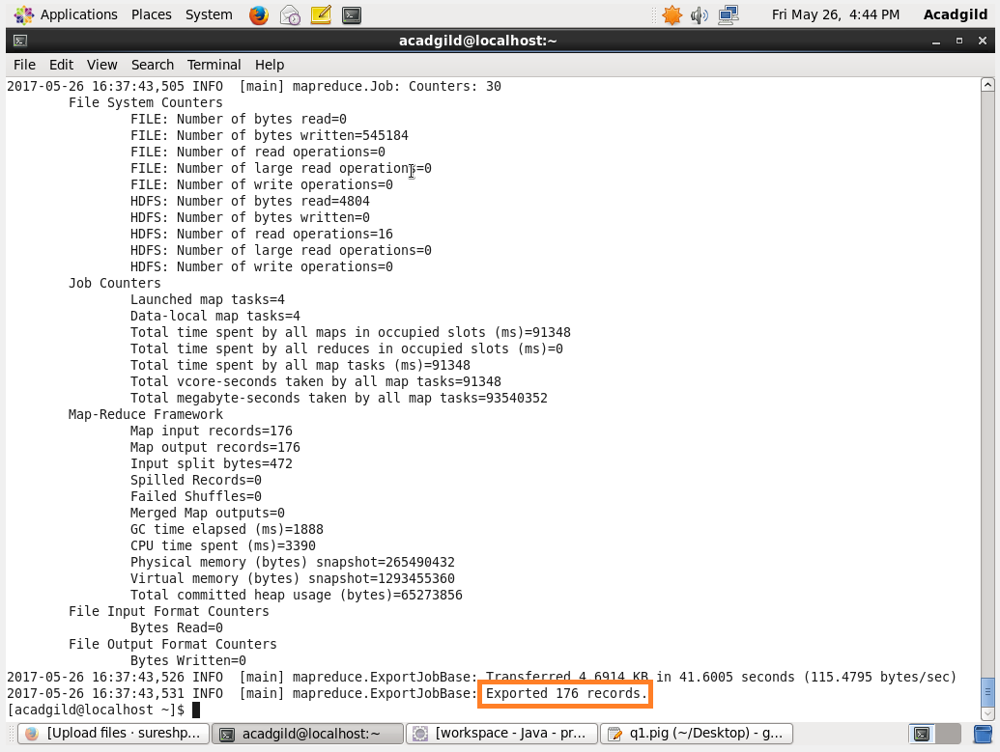 Applications Places System Fri May 26, 4:44 PM Acadgild
acadgild@localhost:~
File Edit View Search Terminal Help
2017-05-26 16:37:43,505 INFO  [main] mapreduce.Job: Counters: 30
File System Counters
FILE: Number of bytes read=0
FILE: Number of bytes written=545184
FILE: Number of read operations=0
FILE: Number of large read operations=0
FILE: Number of write operations=0
HDFS: Number of bytes read=4804
HDFS: Number of bytes written=0
HDFS: Number of read operations=16
HDFS: Number of large read operations=0
HDFS: Number of write operations=0
Job Counters
Launched map tasks=4
Data-local map tasks=4
Total time spent by all maps in occupied slots (ms)=91348
Total time spent by all reduces in occupied slots (ms)=0
Total time spent by all map tasks (ms)=91348
Total vcore-seconds taken by all map tasks=91348
Total megabyte-seconds taken by all map tasks=93540352
Map-Reduce Framework
Map input records=176
Map output records=176
Input split bytes=472
Spilled Records=0
Failed Shuffles=0
Merged Map outputs=0
GC time elapsed (ms)=1888
CPU time spent (ms)=3390
Physical memory (bytes) snapshot=265490432
Virtual memory (bytes) snapshot=1293455360
Total committed heap usage (bytes)=65273856
File Input Format Counters
Bytes Read=0
File Output Format Counters
Bytes Written=0
2017-05-26 16:37:43,526 INFO  [main] mapreduce.ExportJobBase: Transferred 4.6914 KB in 41.6005 seconds (115.4795 bytes/sec)
2017-05-26 16:37:43,531 INFO  [main] mapreduce.ExportJobBase: Exported 176 records.
[acadgild@localhost ~]$
[Upload files · sureshp... acadgild@localhost:~ [workspace - Java - pr... q1.pig (~/Desktop) - g...